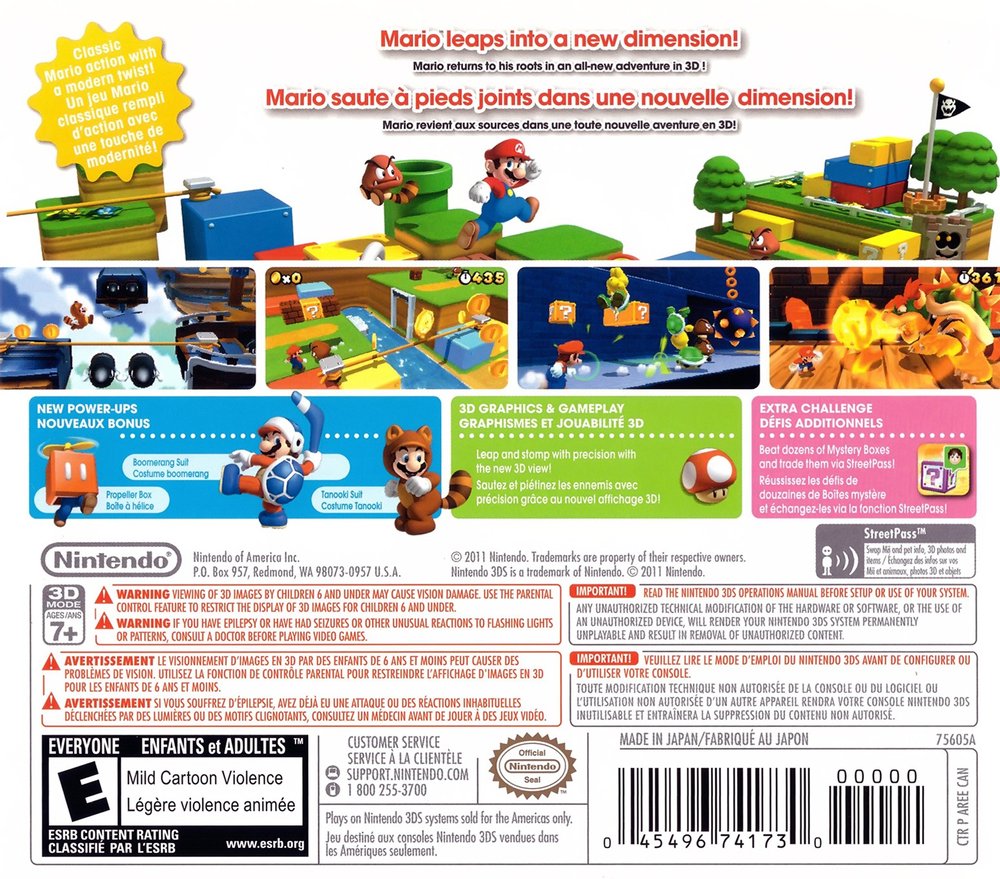 Classic
Mario action with
a modern twist!
Un jeu Mario
classique rempli
d'action avec
une touche de
modernité!
Mario leaps into a new dimension!
Mario returns to his roots in an all-new adventure in 3D !
Mario saute à pieds joints dans une nouvelle dimension!
Mario revient aux sources dans une toute nouvelle aventure en 3D!
0x0
435
361
NEW POWER-UPS
NOUVEAUX BONUS
Boomerang Suit
Costume boomerang
Propeller Box
Boîte à hélice
Tanooki Suit
Costume Tanooki
3D GRAPHICS & GAMEPLAY
GRAPHISMES ET JOUABILITÉ 3D
Leap and stomp with precision with
the new 3D view!
Sautez et piétinez les ennemis avec
précision grâce au nouvel affichage 3D!
EXTRA CHALLENGE
DÉFIS ADDITIONNELS
Beat dozens of Mystery Boxes
and trade them via StreetPass!
Réussissez les défis de
douzaines de Boîtes mystère
et échangez-les via la fonction StreetPass!
Nintendo®
Nintendo of America Inc.
P.O. Box 957, Redmond, WA 98073-0957 U.S.A.
© 2011 Nintendo. Trademarks are property of their respective owners.
Nintendo 3DS is a trademark of Nintendo. © 2011 Nintendo.
StreetPass™
Swap Mii and pet info, 3D photos and
items / Échangez des infos sur vos
Mii et animaux, photos 3D et objets
3D
MODE
AGES/ANS
7+
WARNING VIEWING OF 3D IMAGES BY CHILDREN 6 AND UNDER MAY CAUSE VISION DAMAGE. USE THE PARENTAL
CONTROL FEATURE TO RESTRICT THE DISPLAY OF 3D IMAGES FOR CHILDREN 6 AND UNDER.
WARNING IF YOU HAVE EPILEPSY OR HAVE HAD SEIZURES OR OTHER UNUSUAL REACTIONS TO FLASHING LIGHTS
OR PATTERNS, CONSULT A DOCTOR BEFORE PLAYING VIDEO GAMES.
IMPORTANT! READ THE NINTENDO 3DS OPERATIONS MANUAL BEFORE SETUP OR USE OF YOUR SYSTEM.
ANY UNAUTHORIZED TECHNICAL MODIFICATION OF THE HARDWARE OR SOFTWARE, OR THE USE OF
AN UNAUTHORIZED DEVICE, WILL RENDER YOUR NINTENDO 3DS SYSTEM PERMANENTLY
UNPLAYABLE AND RESULT IN REMOVAL OF UNAUTHORIZED CONTENT.
AVERTISSEMENT LE VISIONNEMENT D'IMAGES EN 3D PAR DES ENFANTS DE 6 ANS ET MOINS PEUT CAUSER DES
PROBLÈMES DE VISION. UTILISEZ LA FONCTION DE CONTRÔLE PARENTAL POUR RESTREINDRE L'AFFICHAGE D'IMAGES EN 3D
POUR LES ENFANTS DE 6 ANS ET MOINS.
AVERTISSEMENT SI VOUS SOUFFREZ D'ÉPILEPSIE, AVEZ DÉJÀ EU UNE ATTAQUE OU DES RÉACTIONS INHABITUELLES
DÉCLENCHÉES PAR DES LUMIÈRES OU DES MOTIFS CLIGNOTANTS, CONSULTEZ UN MÉDECIN AVANT DE JOUER À DES JEUX VIDÉO.
IMPORTANT! VEUILLEZ LIRE LE MODE D'EMPLOI DU NINTENDO 3DS AVANT DE CONFIGURER OU
D'UTILISER VOTRE CONSOLE.
TOUTE MODIFICATION TECHNIQUE NON AUTORISÉE DE LA CONSOLE OU DU LOGICIEL OU
L'UTILISATION NON AUTORISÉE D'UN AUTRE APPAREIL RENDRA VOTRE CONSOLE NINTENDO 3DS
INUTILISABLE ET ENTRAÎNERA LA SUPPRESSION DU CONTENU NON AUTORISÉ.
EVERYONE ENFANTS et ADULTES ™
E
Mild Cartoon Violence
Légère violence animée
ESRB CONTENT RATING
CLASSIFIÉ PAR L'ESRB
www.esrb.org
CUSTOMER SERVICE
SERVICE À LA CLIENTÈLE
SUPPORT.NINTENDO.COM
1 800 255-3700
Official
Nintendo
Seal
Plays on Nintendo 3DS systems sold for the Americas only.
Jeu destiné aux consoles Nintendo 3DS vendues dans
les Amériques seulement.
MADE IN JAPAN/FABRIQUÉ AU JAPON
75605A
0 45496 74173 0
00000
CTR P AREE CAN